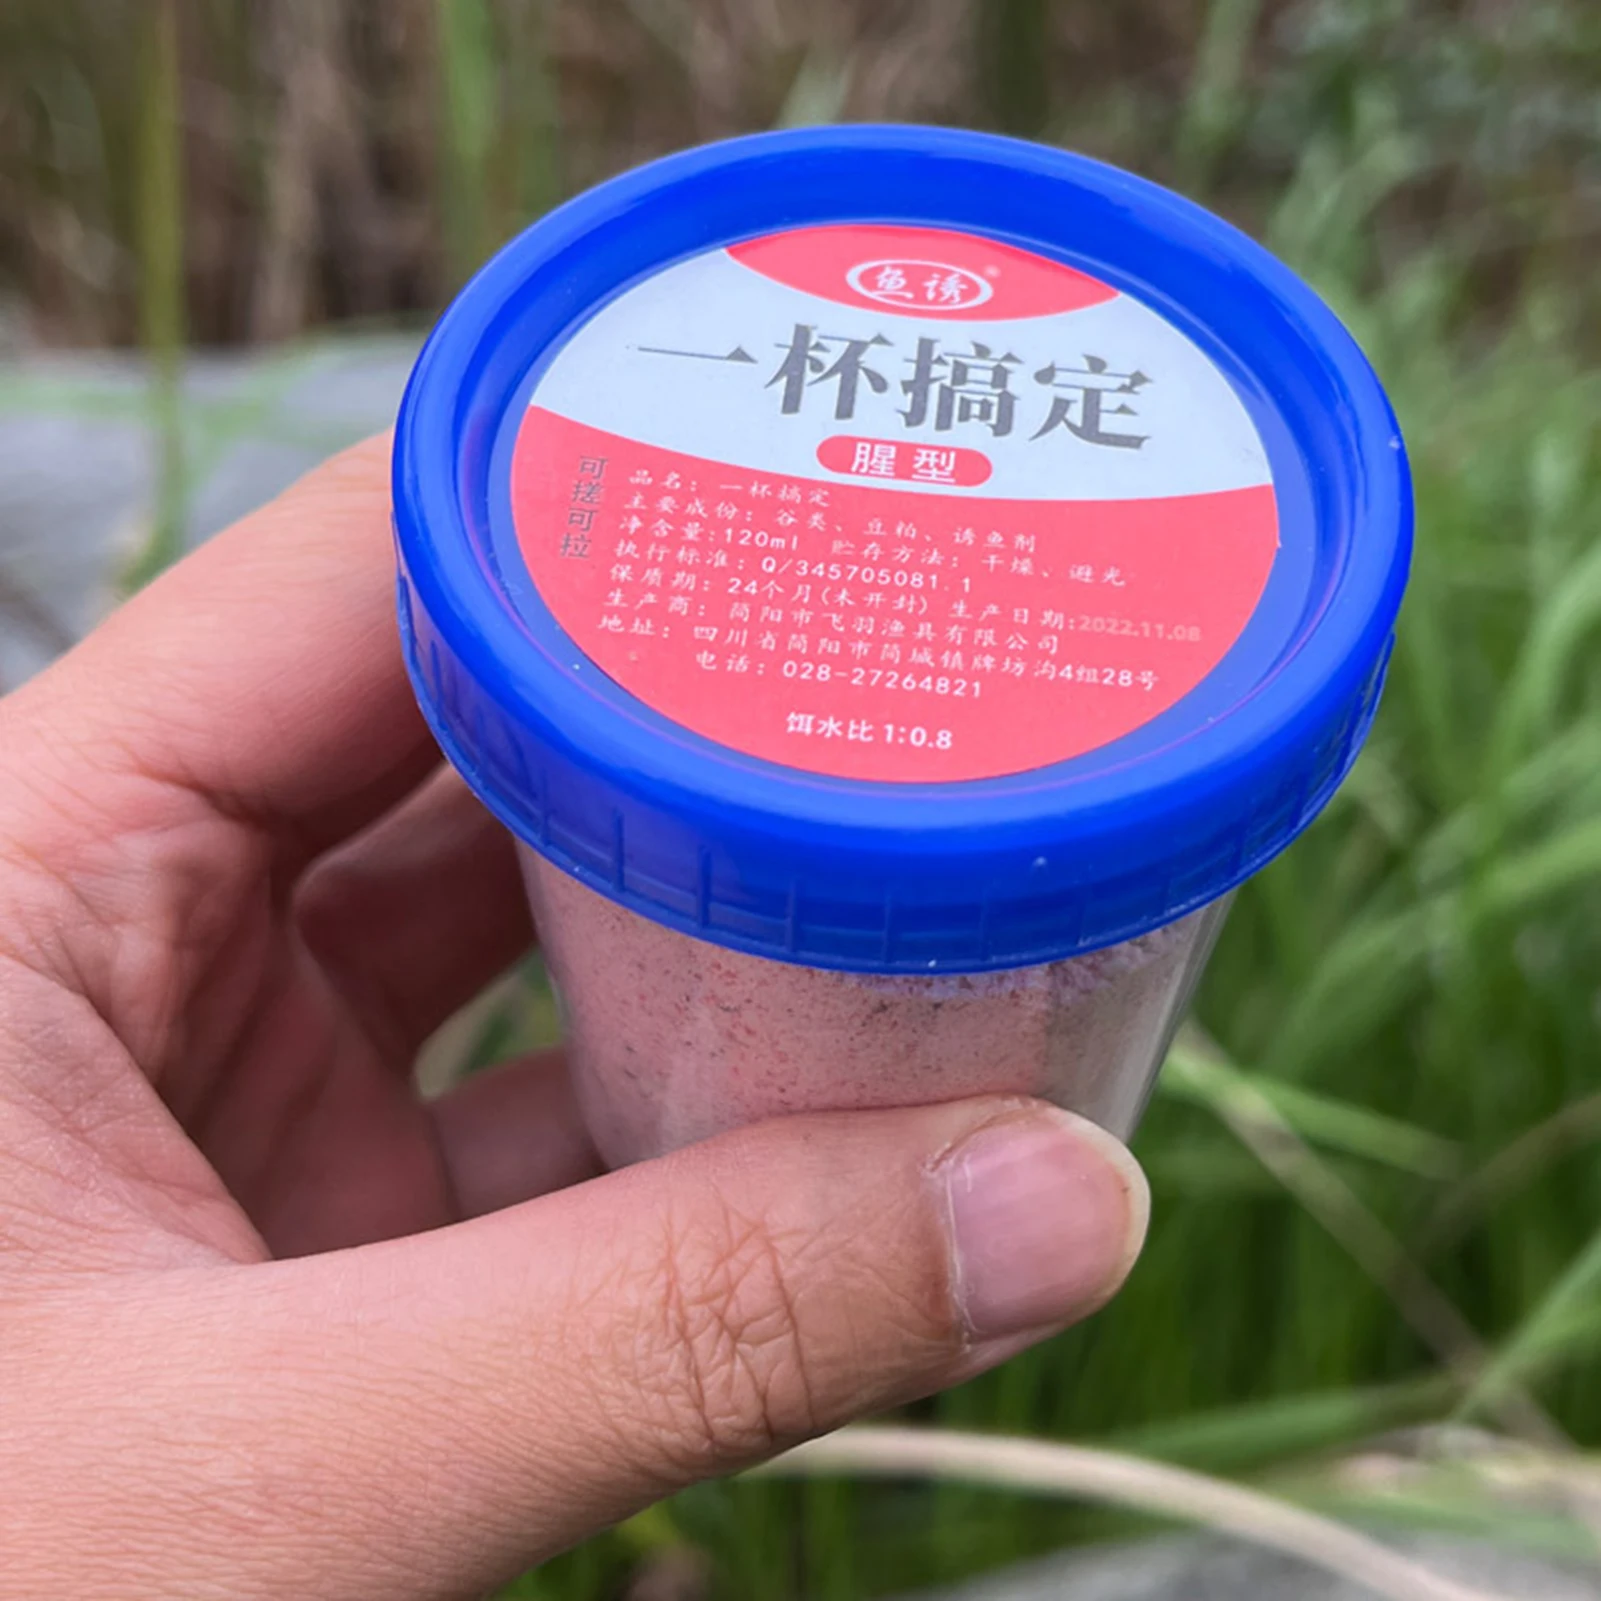 鱼诱®
一杯搞定
腥型
可搓可拉
品名：一杯搞定
主要成份：谷类、豆粕、诱鱼剂
净含量:120ml 贮存方法：干燥、避光
执行标准：Q/345705081.1
保质期：24个月(未开封) 生产日期:2022.11.08
生产商：简阳市飞羽渔具有限公司
地址：四川省简阳市简城镇牌坊沟4组28号
电话：028-27264821
饵水比 1:0.8